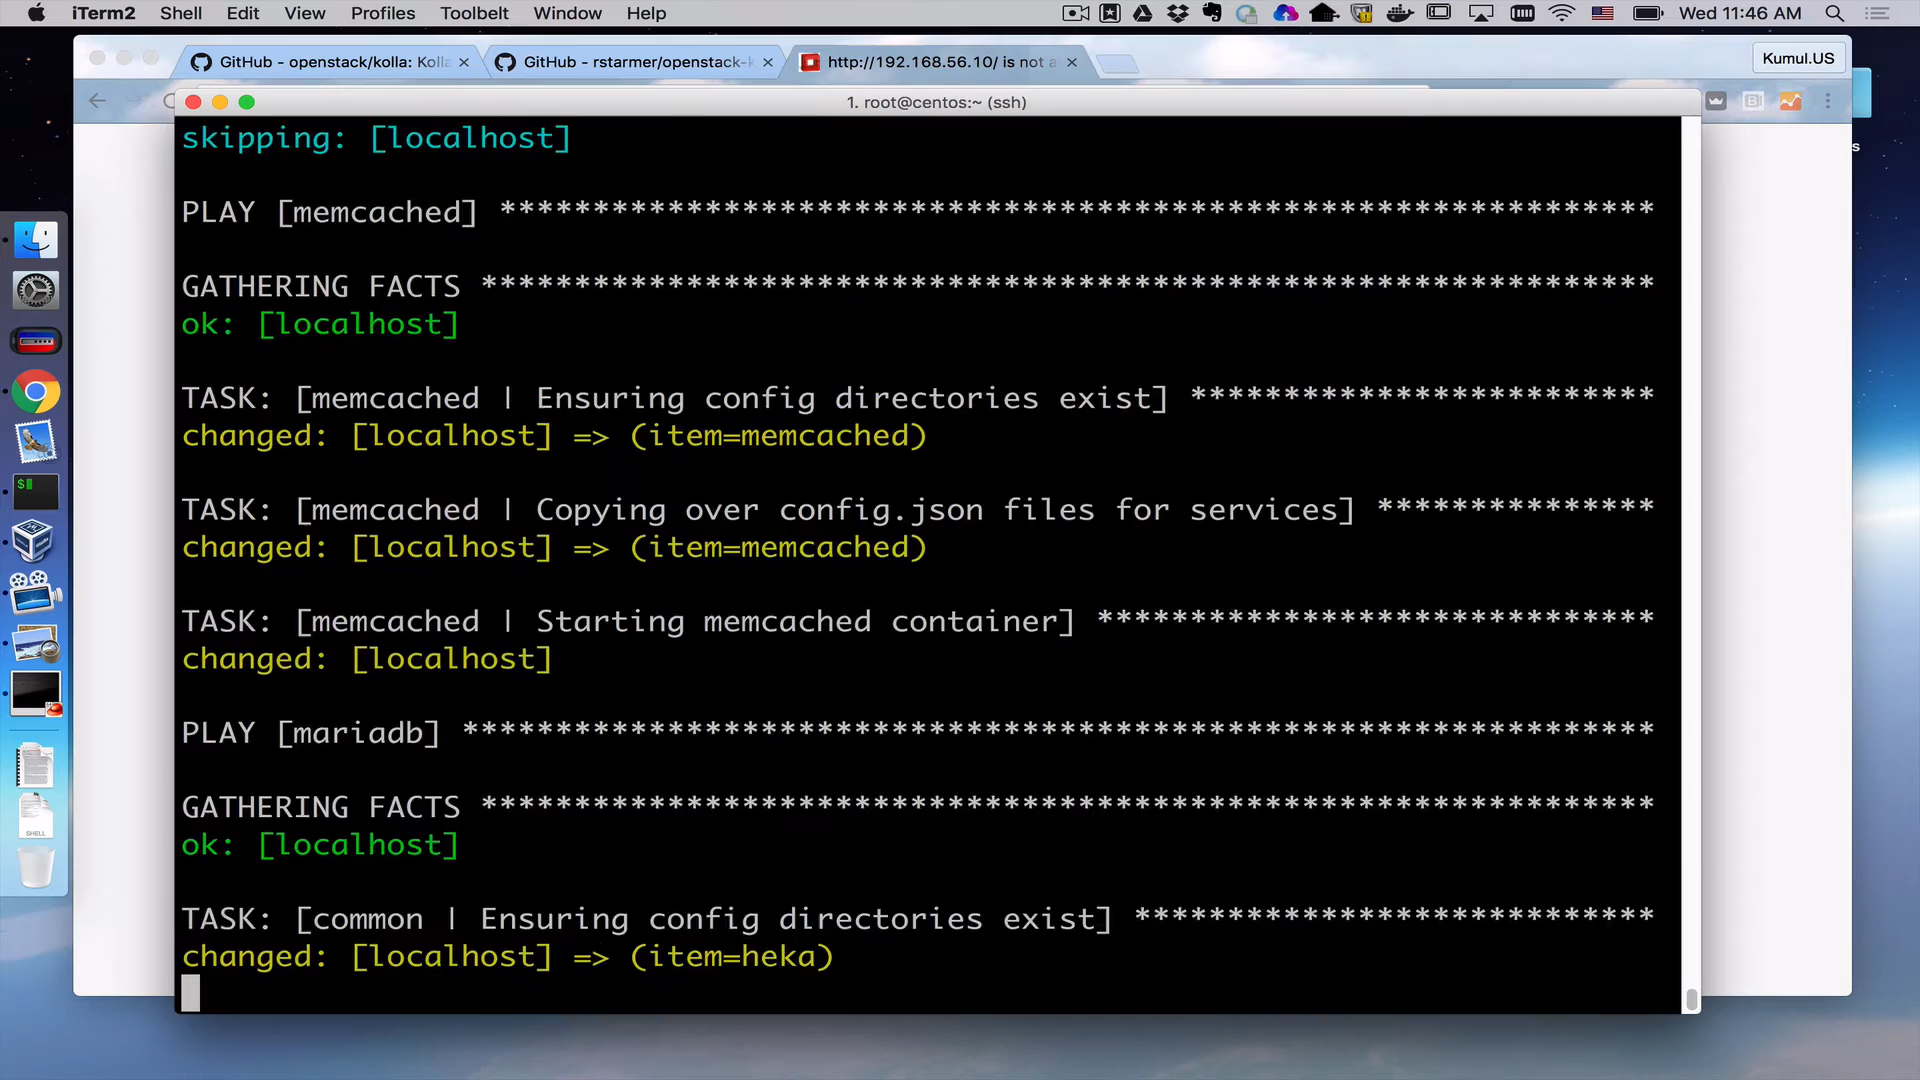 iTerm2 Shell Edit View Profiles Toolbelt Window Help Wed 11:46 AM
GitHub - openstack/kolla: Kolla
GitHub - rstarmer/openstack-k
http://192.168.56.10/ is not a
Kumul.US
1. root@centos:~ (ssh)
skipping: [localhost]
PLAY [memcached] **************************************************************
GATHERING FACTS ***************************************************************
ok: [localhost]
TASK: [memcached | Ensuring config directories exist] *************************
changed: [localhost] => (item=memcached)
TASK: [memcached | Copying over config.json files for services] ***************
changed: [localhost] => (item=memcached)
TASK: [memcached | Starting memcached container] ******************************
changed: [localhost]
PLAY [mariadb] ****************************************************************
GATHERING FACTS ***************************************************************
ok: [localhost]
TASK: [common | Ensuring config directories exist] ****************************
changed: [localhost] => (item=heka)
SHELL